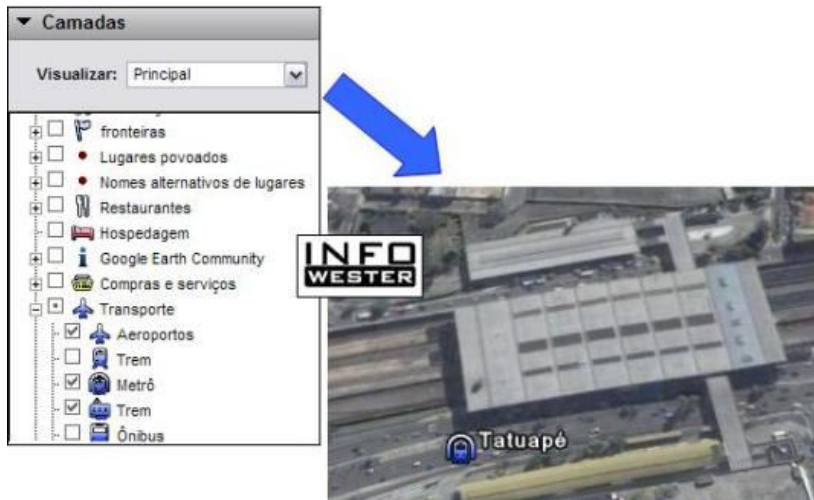 Camadas
Visualizar: Principal
fronteiras
Lugares povoados
Nomes alternativos de lugares
Restaurantes
Hospedagem
Google Earth Community
Compras e serviços
Transporte
Aeroportos
Trem
Metrô
Trem
Ônibus
INFO
WESTER
Tatuapé